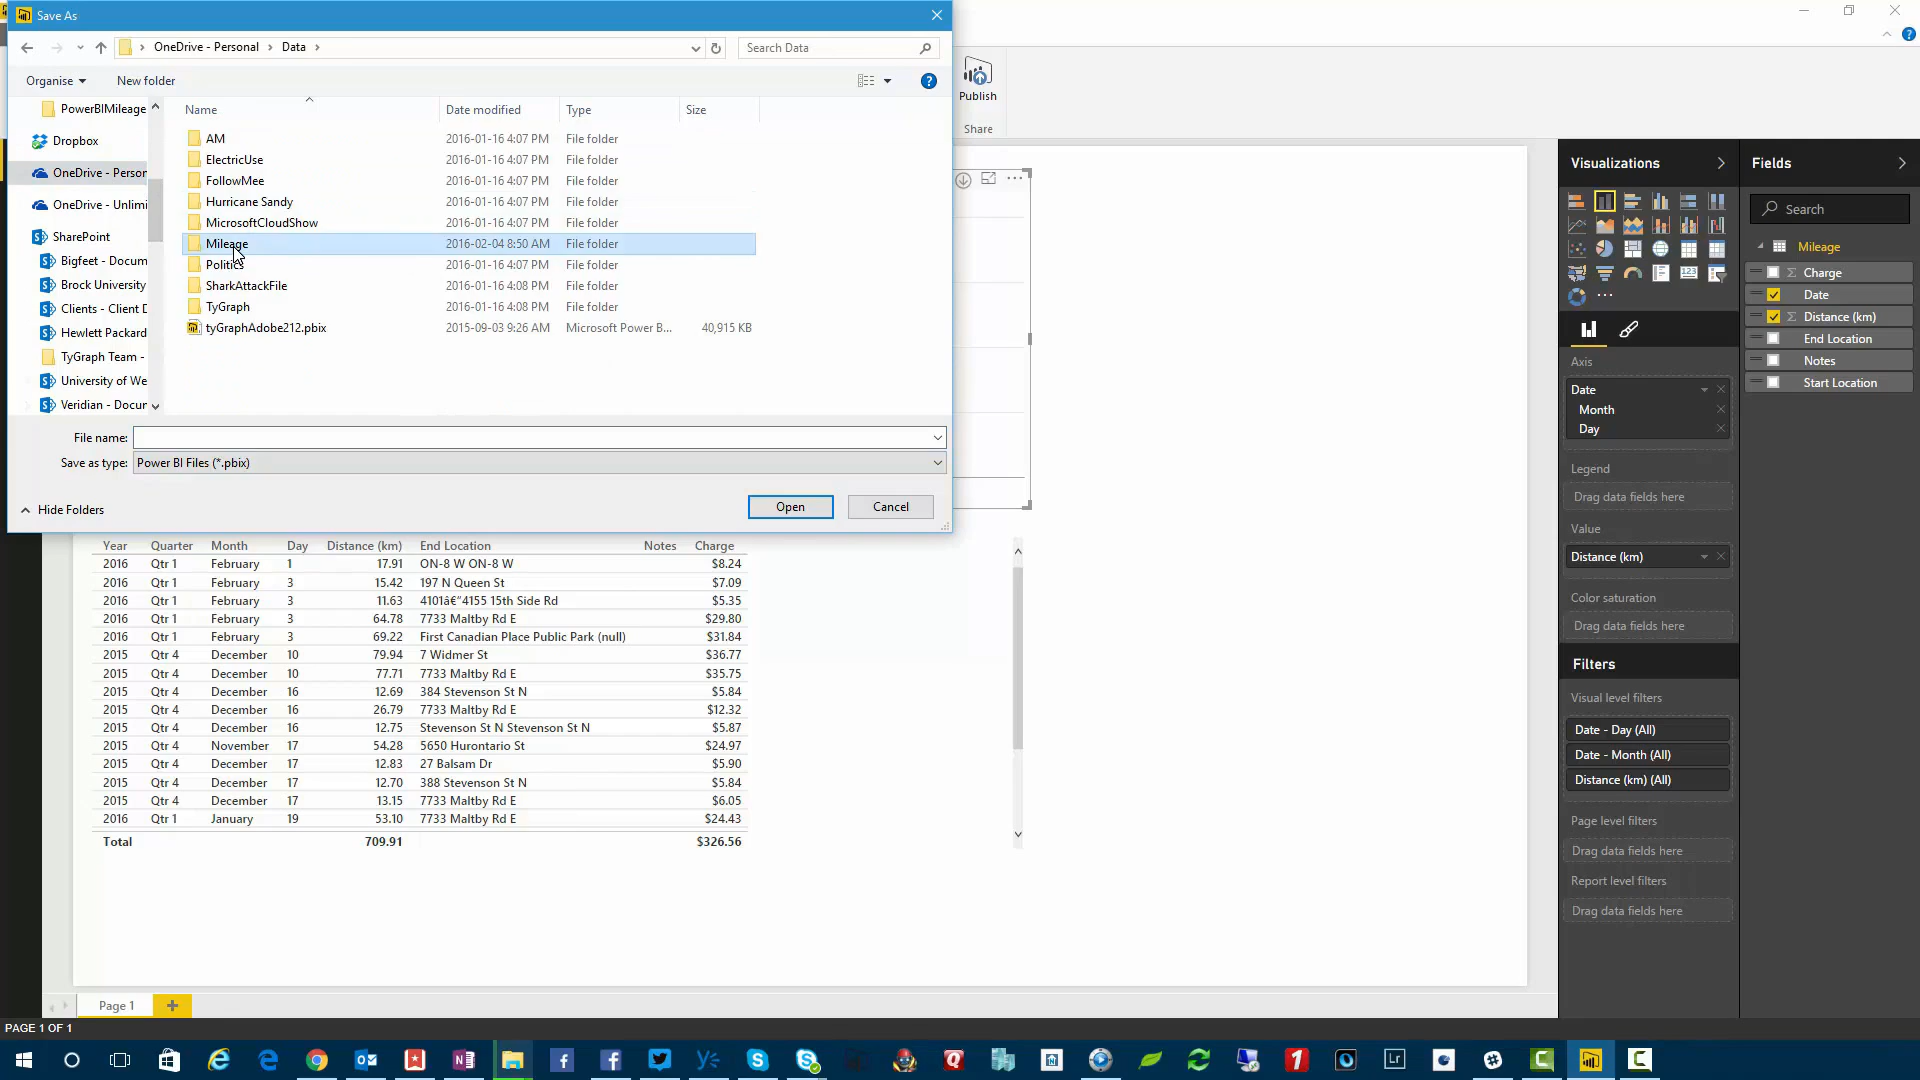 Save As
OneDrive - Personal > Data >
Search Data
Organise
New folder
PowerBIMileage
Dropbox
OneDrive - Person
OneDrive - Unlimi
SharePoint
Bigfeet - Docum
Brock University
Clients - Client D
Hewlett Packard
TyGraph Team -
University of We
Veridian - Docur
Name Date modified Type Size
AM 2016-01-16 4:07 PM File folder
ElectricUse 2016-01-16 4:07 PM File folder
FollowMee 2016-01-16 4:07 PM File folder
Hurricane Sandy 2016-01-16 4:07 PM File folder
MicrosoftCloudShow 2016-01-16 4:07 PM File folder
Mileage 2016-02-04 8:50 AM File folder
Politics 2016-01-16 4:07 PM File folder
SharkAttackFile 2016-01-16 4:08 PM File folder
TyGraph 2016-01-16 4:08 PM File folder
tyGraphAdobe212.pbix 2015-09-03 9:26 AM Microsoft Power B... 40,915 KB
File name:
Save as type: Power BI Files (*.pbix)
Hide Folders
Open
Cancel
Publish
Share
Year Quarter Month Day Distance (km) End Location Notes Charge
2016 Qtr 1 February 1 17.91 ON-8 W ON-8 W $8.24
2016 Qtr 1 February 3 15.42 197 N Queen St $7.09
2016 Qtr 1 February 3 11.63 4101â€“4155 15th Side Rd $5.35
2016 Qtr 1 February 3 64.78 7733 Maltby Rd E $29.80
2016 Qtr 1 February 3 69.22 First Canadian Place Public Park (null) $31.84
2015 Qtr 4 December 10 79.94 7 Widmer St $36.77
2015 Qtr 4 December 10 77.71 7733 Maltby Rd E $35.75
2015 Qtr 4 December 16 12.69 384 Stevenson St N $5.84
2015 Qtr 4 December 16 26.79 7733 Maltby Rd E $12.32
2015 Qtr 4 December 16 12.75 Stevenson St N Stevenson St N $5.87
2015 Qtr 4 November 17 54.28 5650 Hurontario St $24.97
2015 Qtr 4 December 17 12.83 27 Balsam Dr $5.90
2015 Qtr 4 December 17 12.70 388 Stevenson St N $5.84
2015 Qtr 4 December 17 13.15 7733 Maltby Rd E $6.05
2016 Qtr 1 January 19 53.10 7733 Maltby Rd E $24.43
Total 709.91 $326.56
Visualizations
Axis
Date
Month
Day
Legend
Drag data fields here
Value
Distance (km)
Color saturation
Drag data fields here
Filters
Visual level filters
Date - Day (All)
Date - Month (All)
Distance (km) (All)
Page level filters
Drag data fields here
Report level filters
Drag data fields here
Fields
Search
Mileage
Charge
Date
Distance (km)
End Location
Notes
Start Location
Page 1
PAGE 1 OF 1